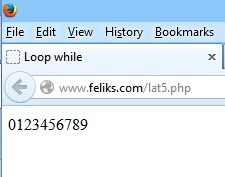 File Edit View History Bookmarks
Loop while
www.feliks.com/lat5.php
0123456789